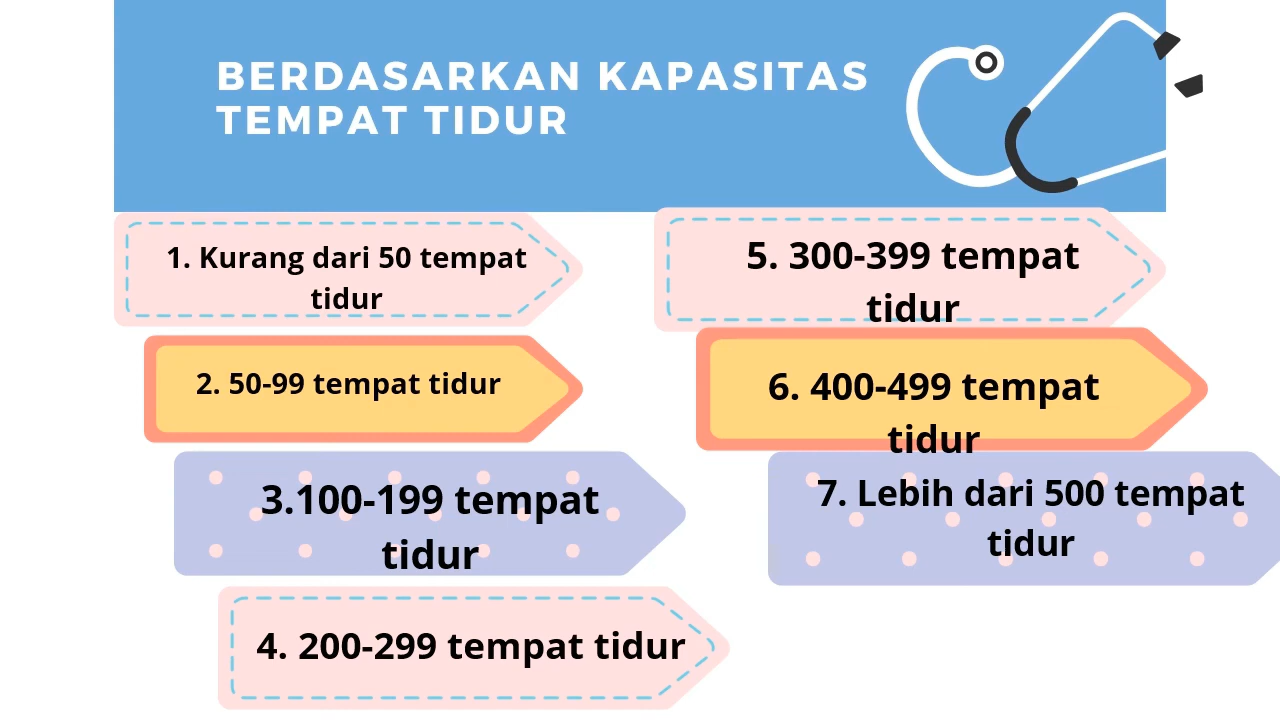 BERDASARKAN KAPASITAS
TEMPAT TIDUR
1. Kurang dari 50 tempat
tidur
2. 50-99 tempat tidur
3.100-199 tempat
tidur
4. 200-299 tempat tidur
5. 300-399 tempat
tidur
6. 400-499 tempat
tidur
7. Lebih dari 500 tempat
tidur